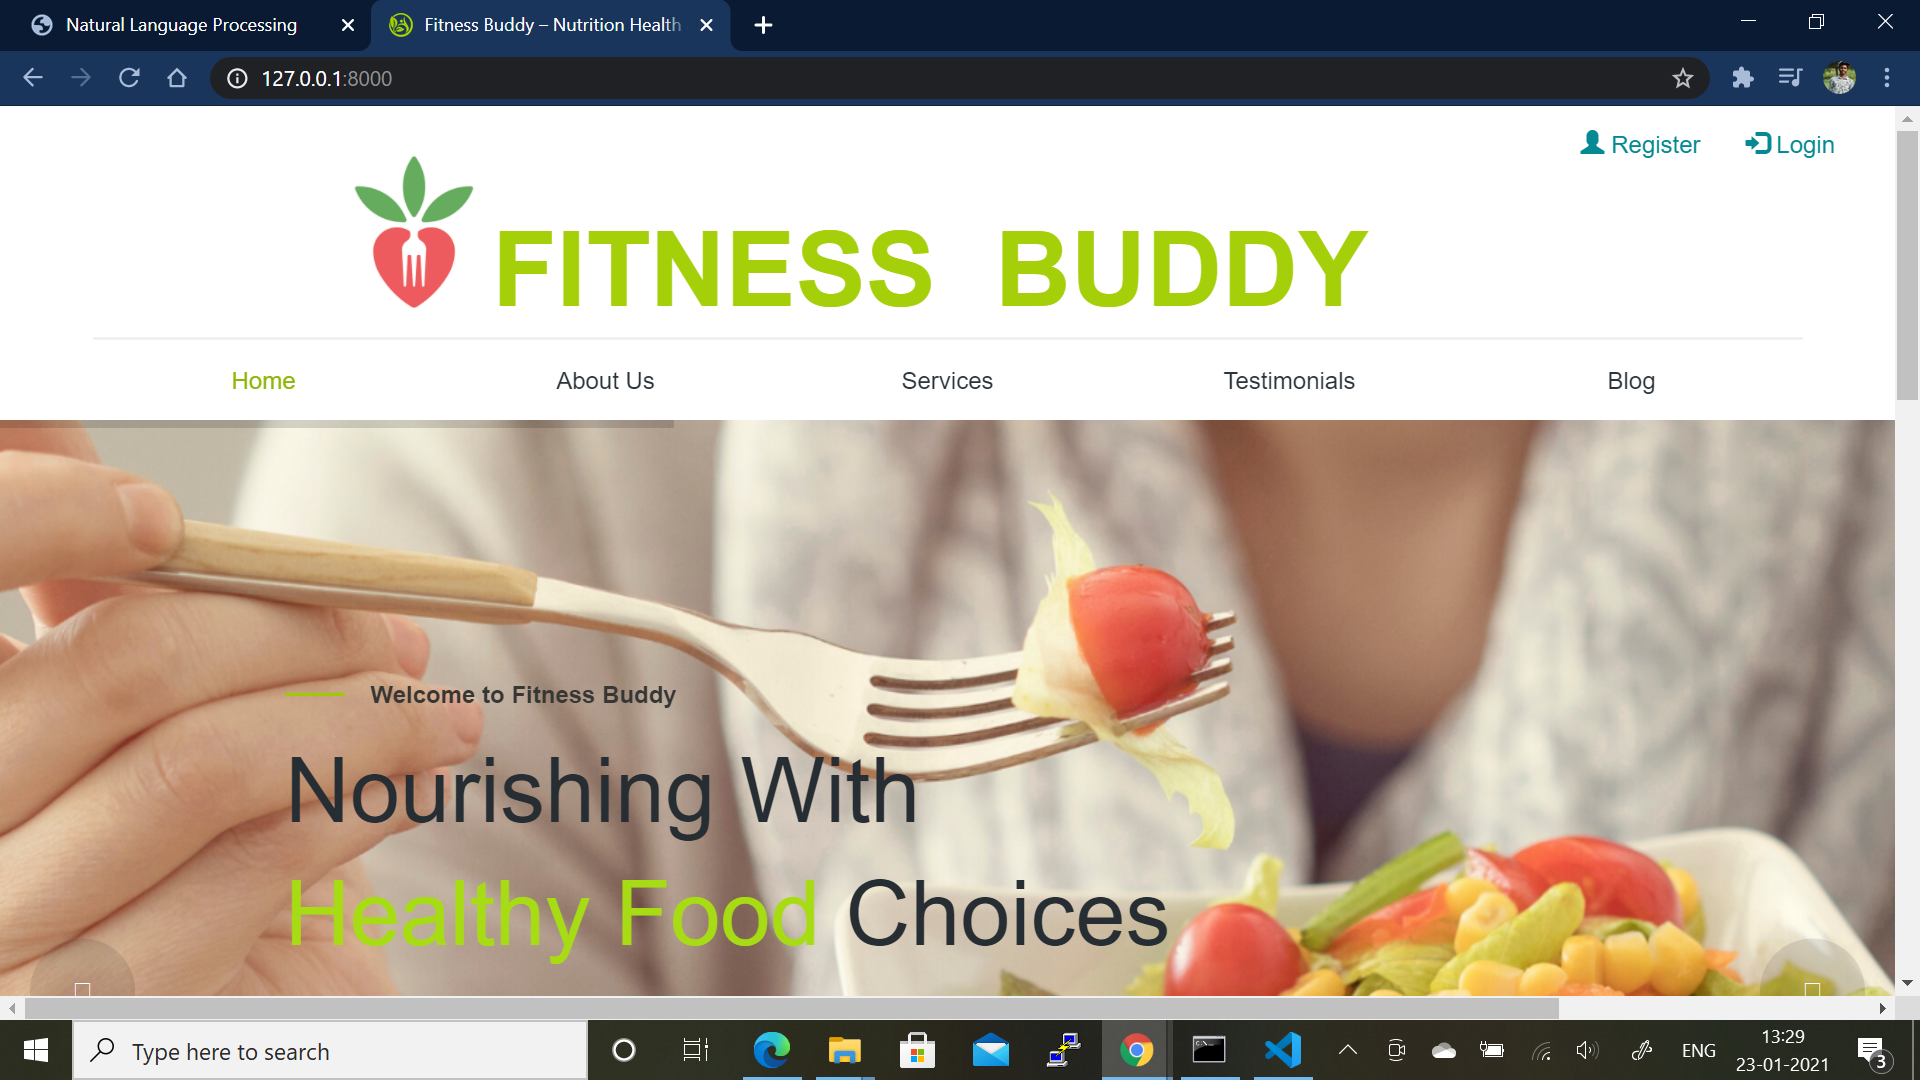 Natural Language Processing
Fitness Buddy – Nutrition Health
127.0.0.1:8000
Register
Login
FITNESS BUDDY
Home
About Us
Services
Testimonials
Blog
Welcome to Fitness Buddy
Nourishing With
Healthy Food Choices
Type here to search
ENG
13:29
23-01-2021
3